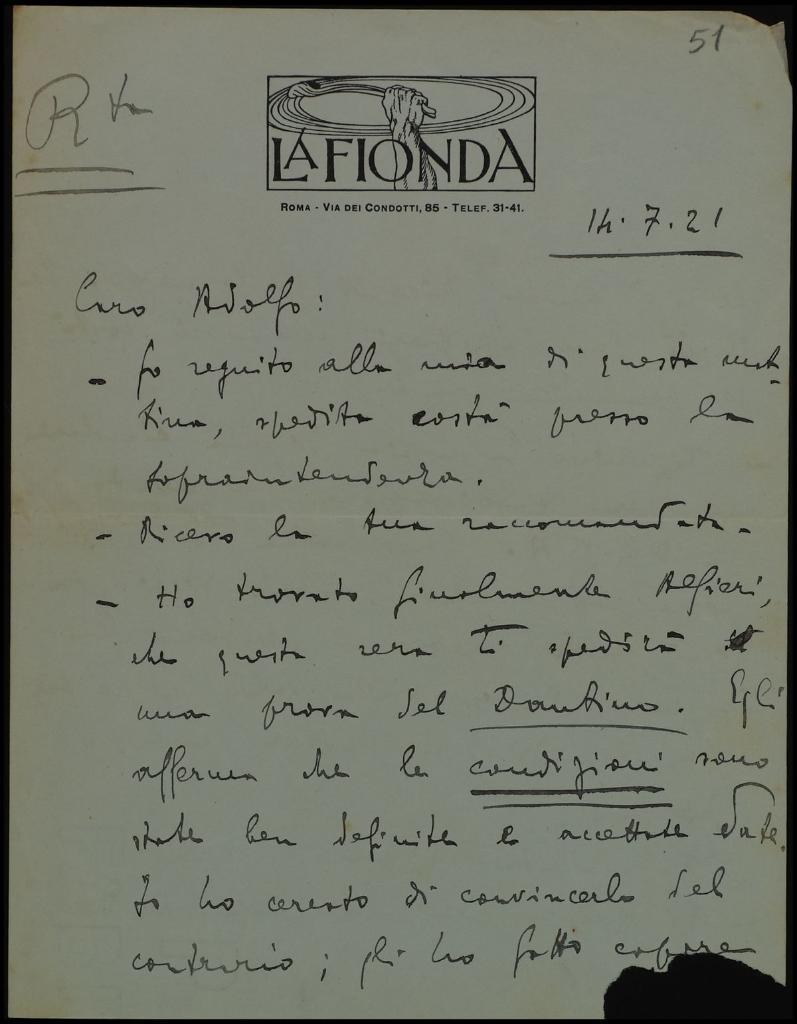 51
Rta
LA FIONDA
ROMA - VIA DEI CONDOTTI, 85 - TELEF. 31-41.
14.7.21
Caro Adolfo:
- Fo seguito alla mia di questa mat-
tina, spedita costà presso la
sopraintendenza.
- Ricevo la tua raccomandata.
- Ho trovato finalmente Alfieri,
che questa sera ti spedirà
una prova del Dantino. Egli
afferma che le condizioni sono
state ben definite e accettate
Io ho cercato di convincerlo del
contrario; gli ho fatto capire